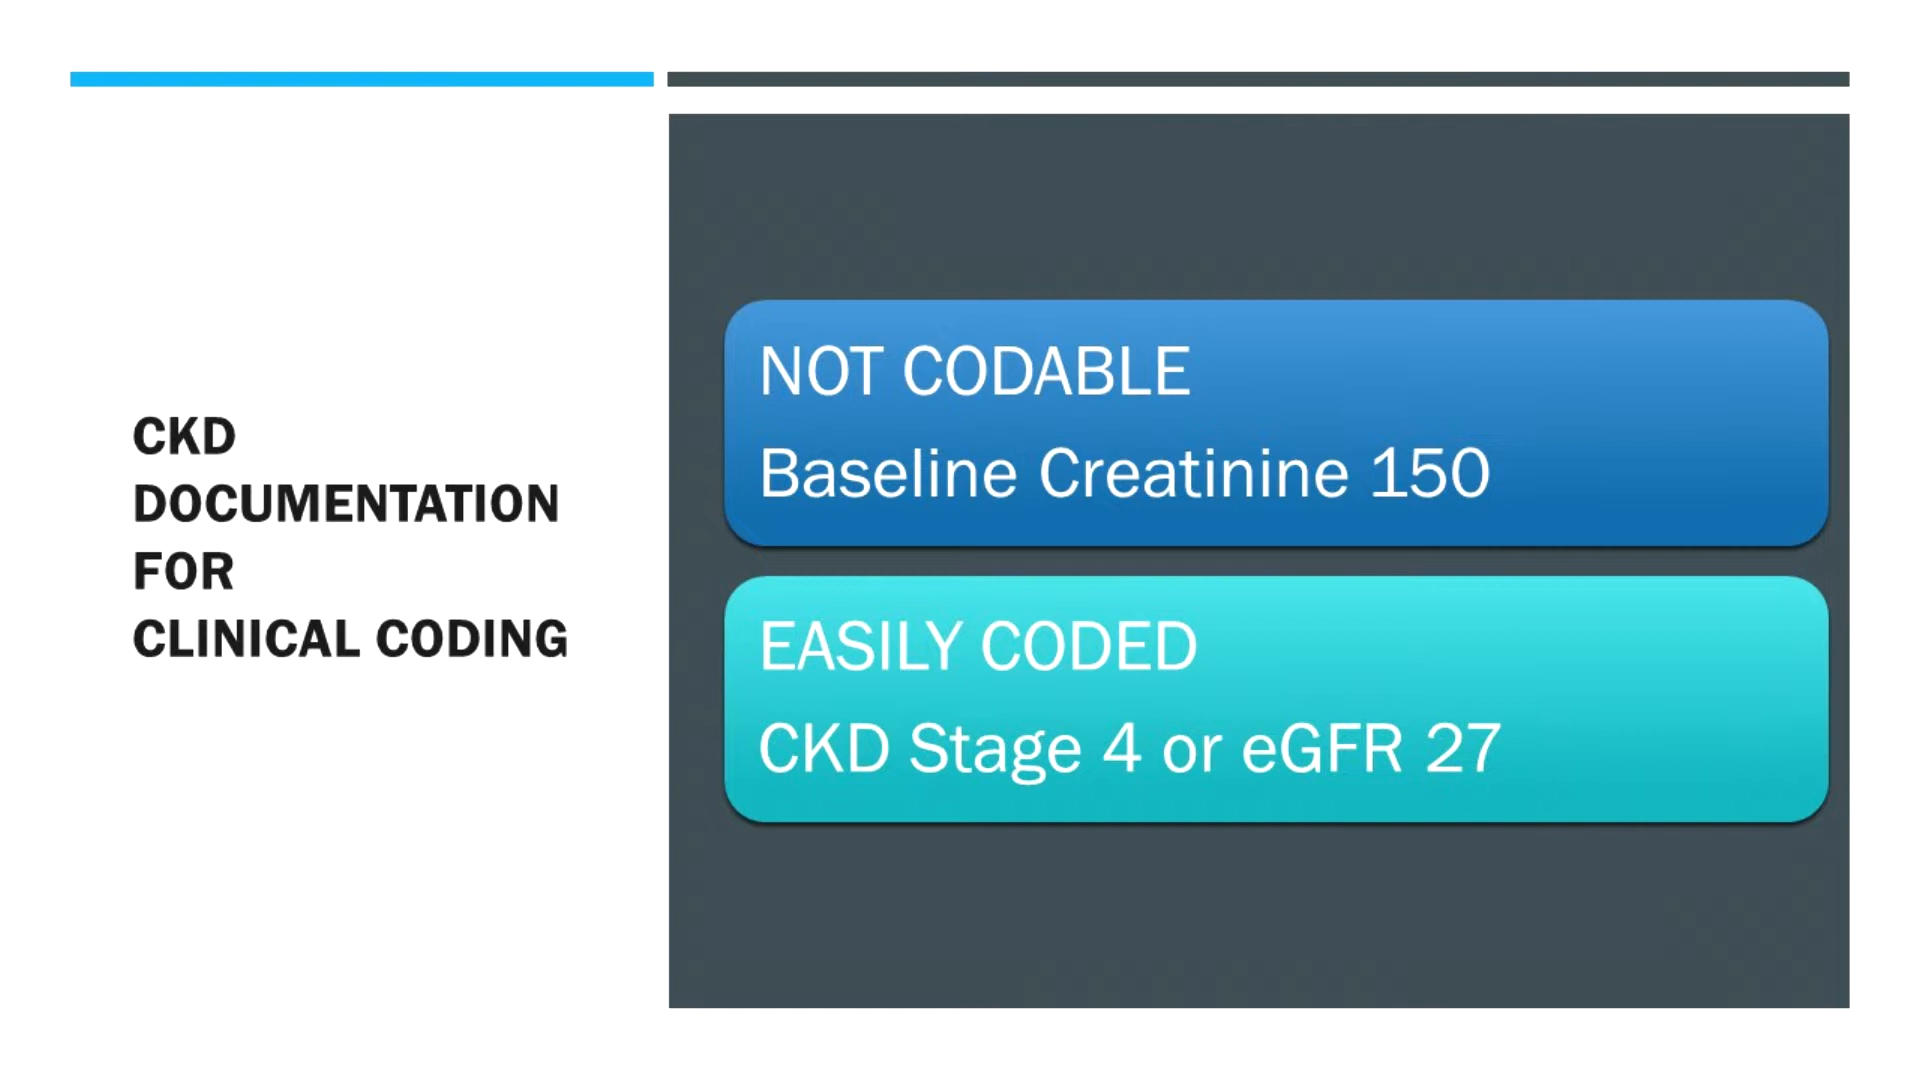 CKD
DOCUMENTATION
FOR
CLINICAL CODING
NOT CODABLE
Baseline Creatinine 150
EASILY CODED
CKD Stage 4 or eGFR 27